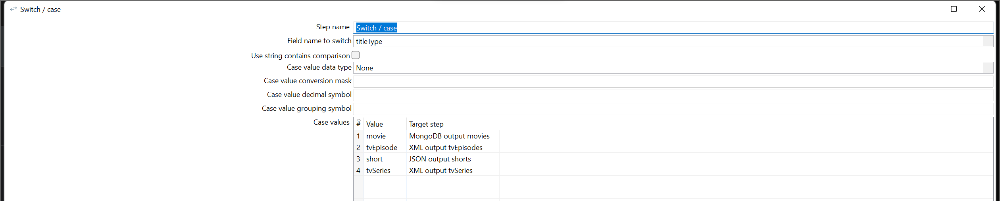 Switch / case
Step name Switch / case
Field name to switch titleType
Use string contains comparison
Case value data type None
Case value conversion mask
Case value decimal symbol
Case value grouping symbol
Case values
# Value Target step
1 movie MongoDB output movies
2 tvEpisode XML output tvEpisodes
3 short JSON output shorts
4 tvSeries XML output tvSeries